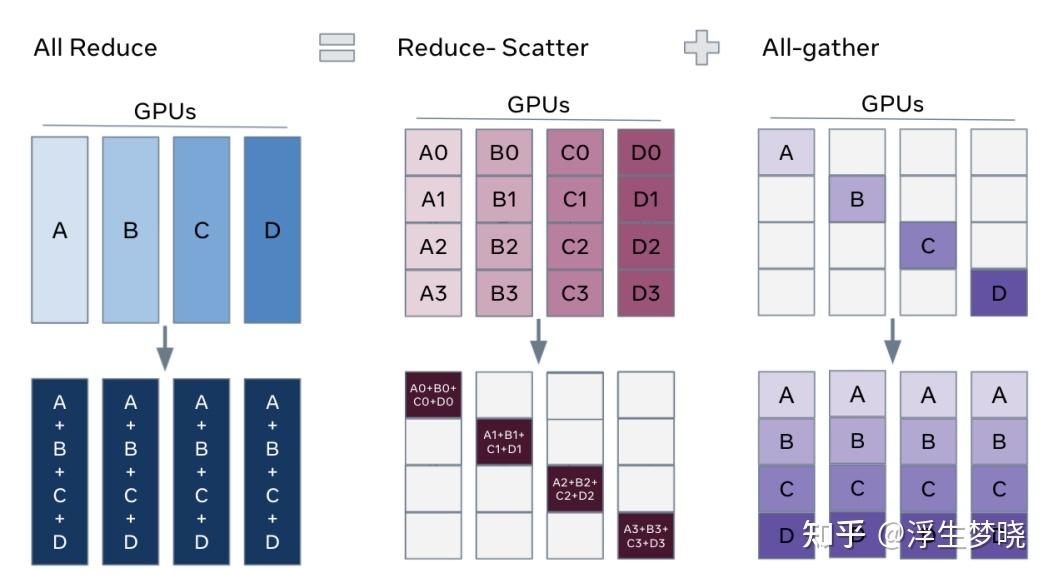 All Reduce
Reduce- Scatter
All-gather
GPUs
A B C D
A A A A
+ + + +
B B B B
+ + + +
C C C C
+ + + +
D D D D
GPUs
A0 B0 C0 D0
A1 B1 C1 D1
A2 B2 C2 D2
A3 B3 C3 D3
A0+B0+
C0+D0
A1+B1+
C1+D1
A2+B2+
C2+D2
A3+B3+
C3+D3
GPUs
A
B
C
D
A A A A
B B B B
C C C C
D D D
知乎 @浮生梦晓